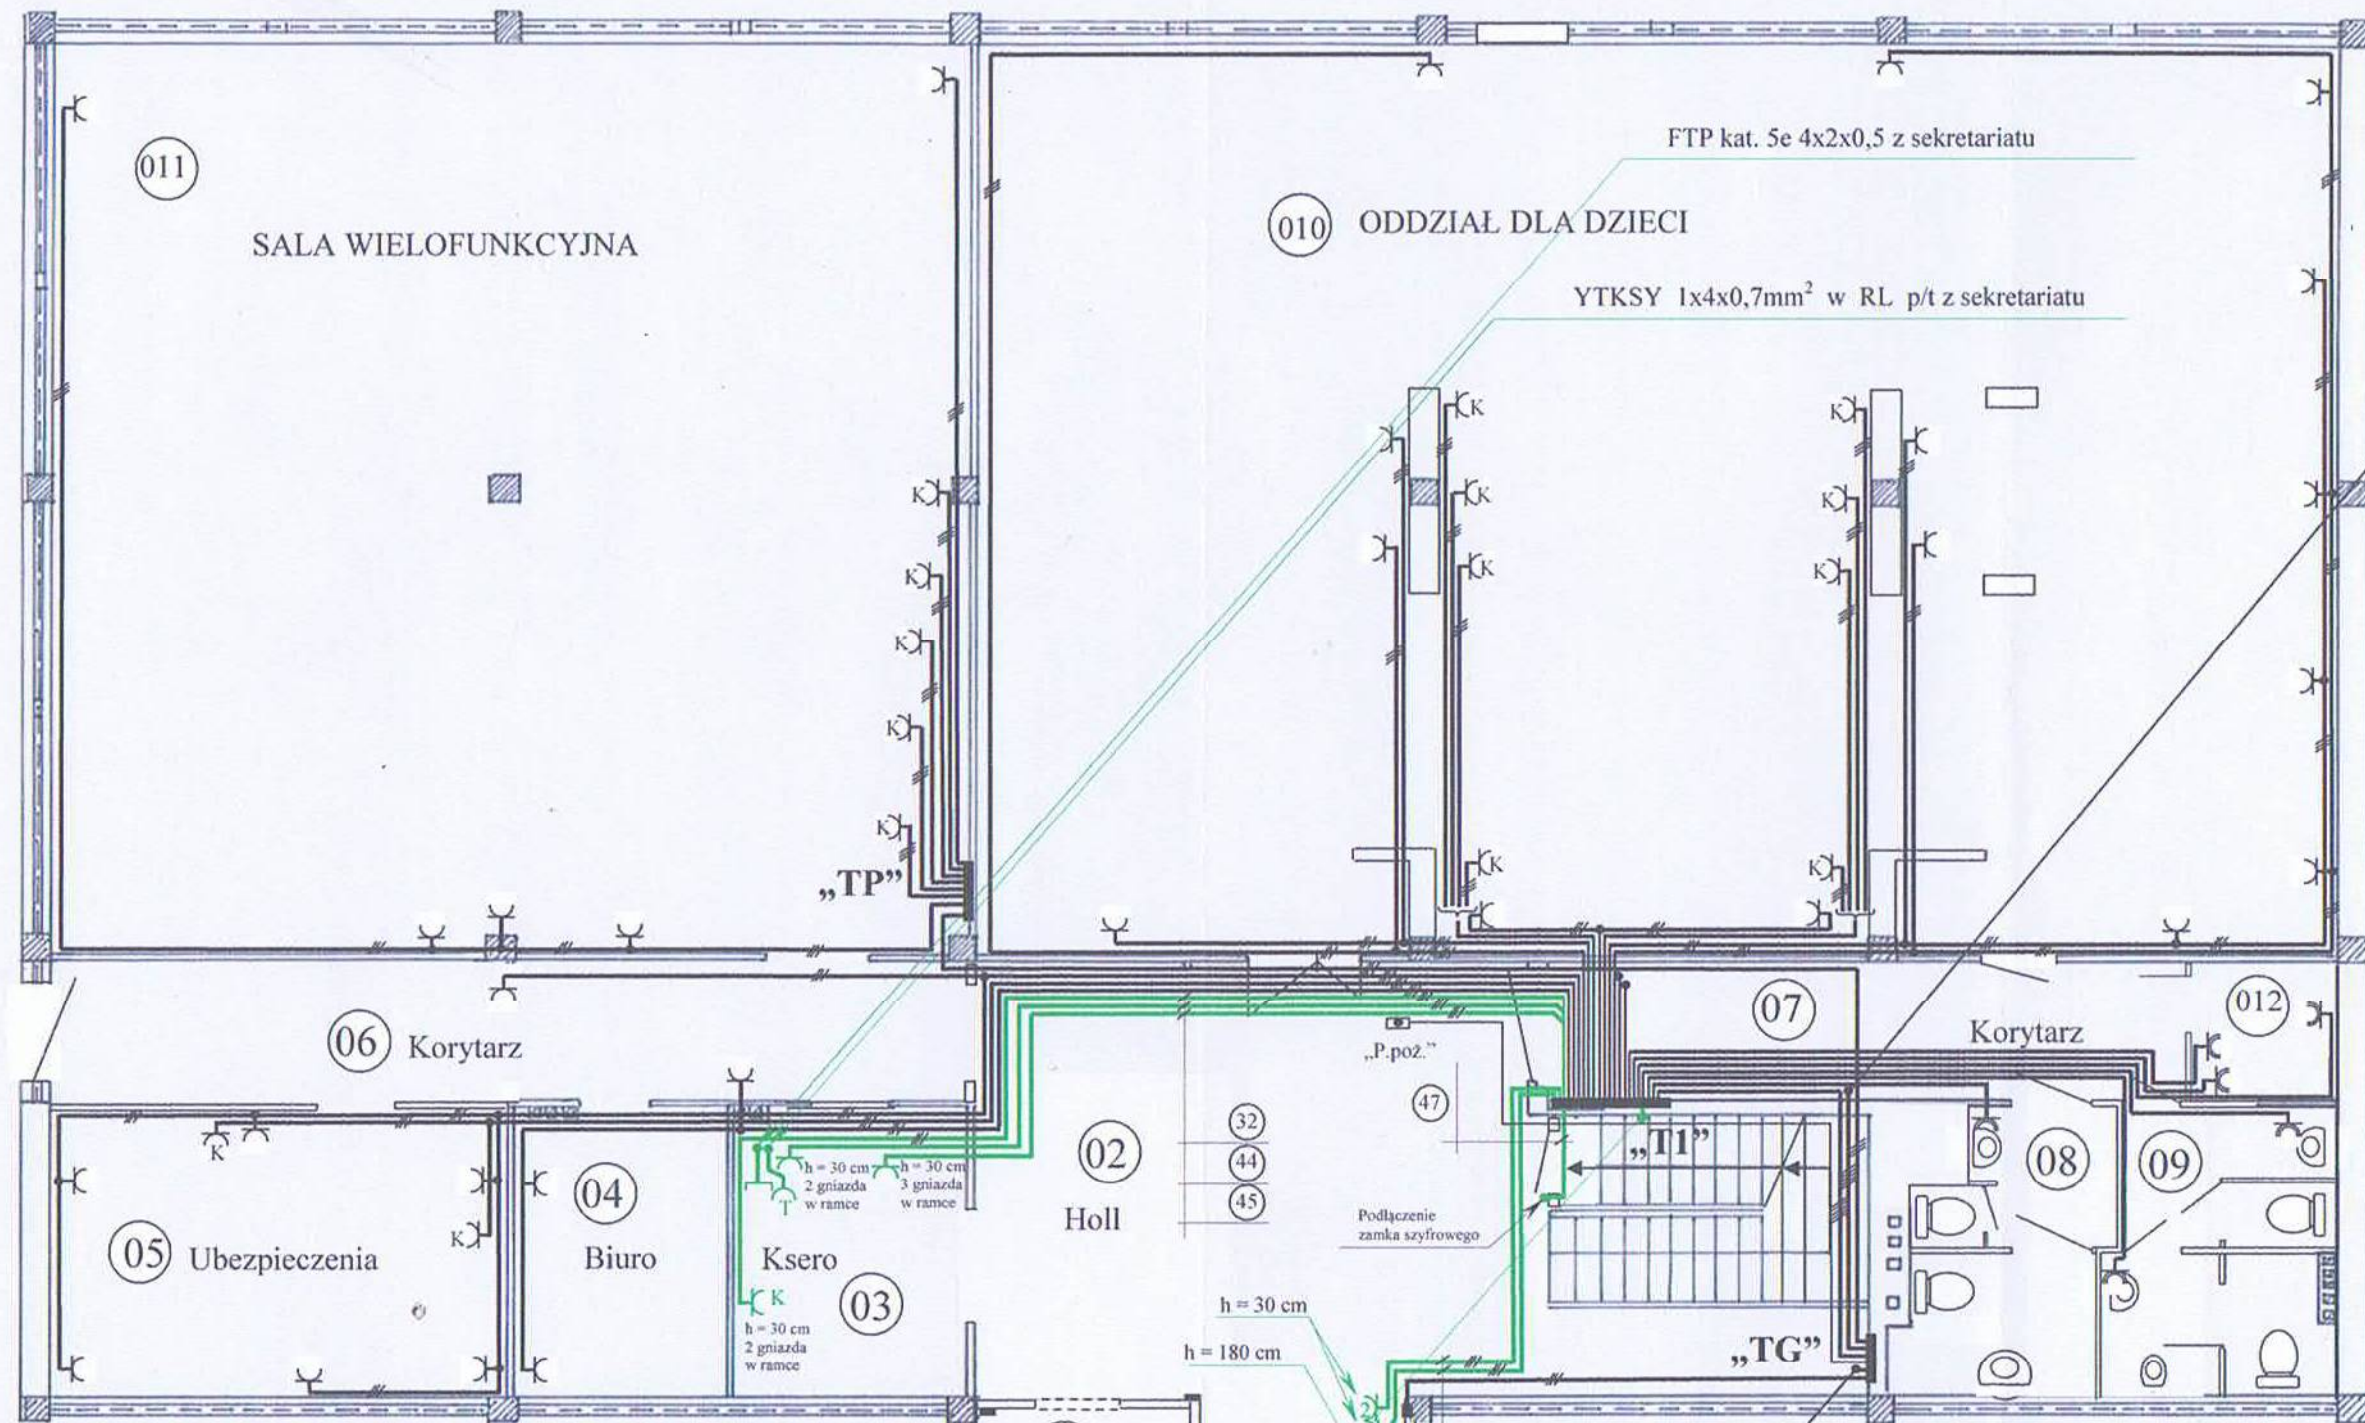 011
SALA WIELOFUNKCYJNA
FTP kat. 5e 4x2x0,5 z sekretariatu
010 ODDZIAŁ DLA DZIECI
YTKSY 1x4x0,7mm² w RL p/t z sekretariatu
K
K
K
K
K
K
K
K
K
K
K
K
K
„TP”
K
K
06 Korytarz
„P.poż.”
07
Korytarz
012
47
32
44
45
02
Holl
„T1”
08
09
K
K
05 Ubezpieczenia
04
Biuro
h = 30 cm
2 gniazda
w ramce
h = 30 cm
3 gniazda
w ramce
T
Ksero
03
K
h = 30 cm
2 gniazda
w ramce
Podłączenie
zamka szyfrowego
h = 30 cm
h = 180 cm
„TG”
2